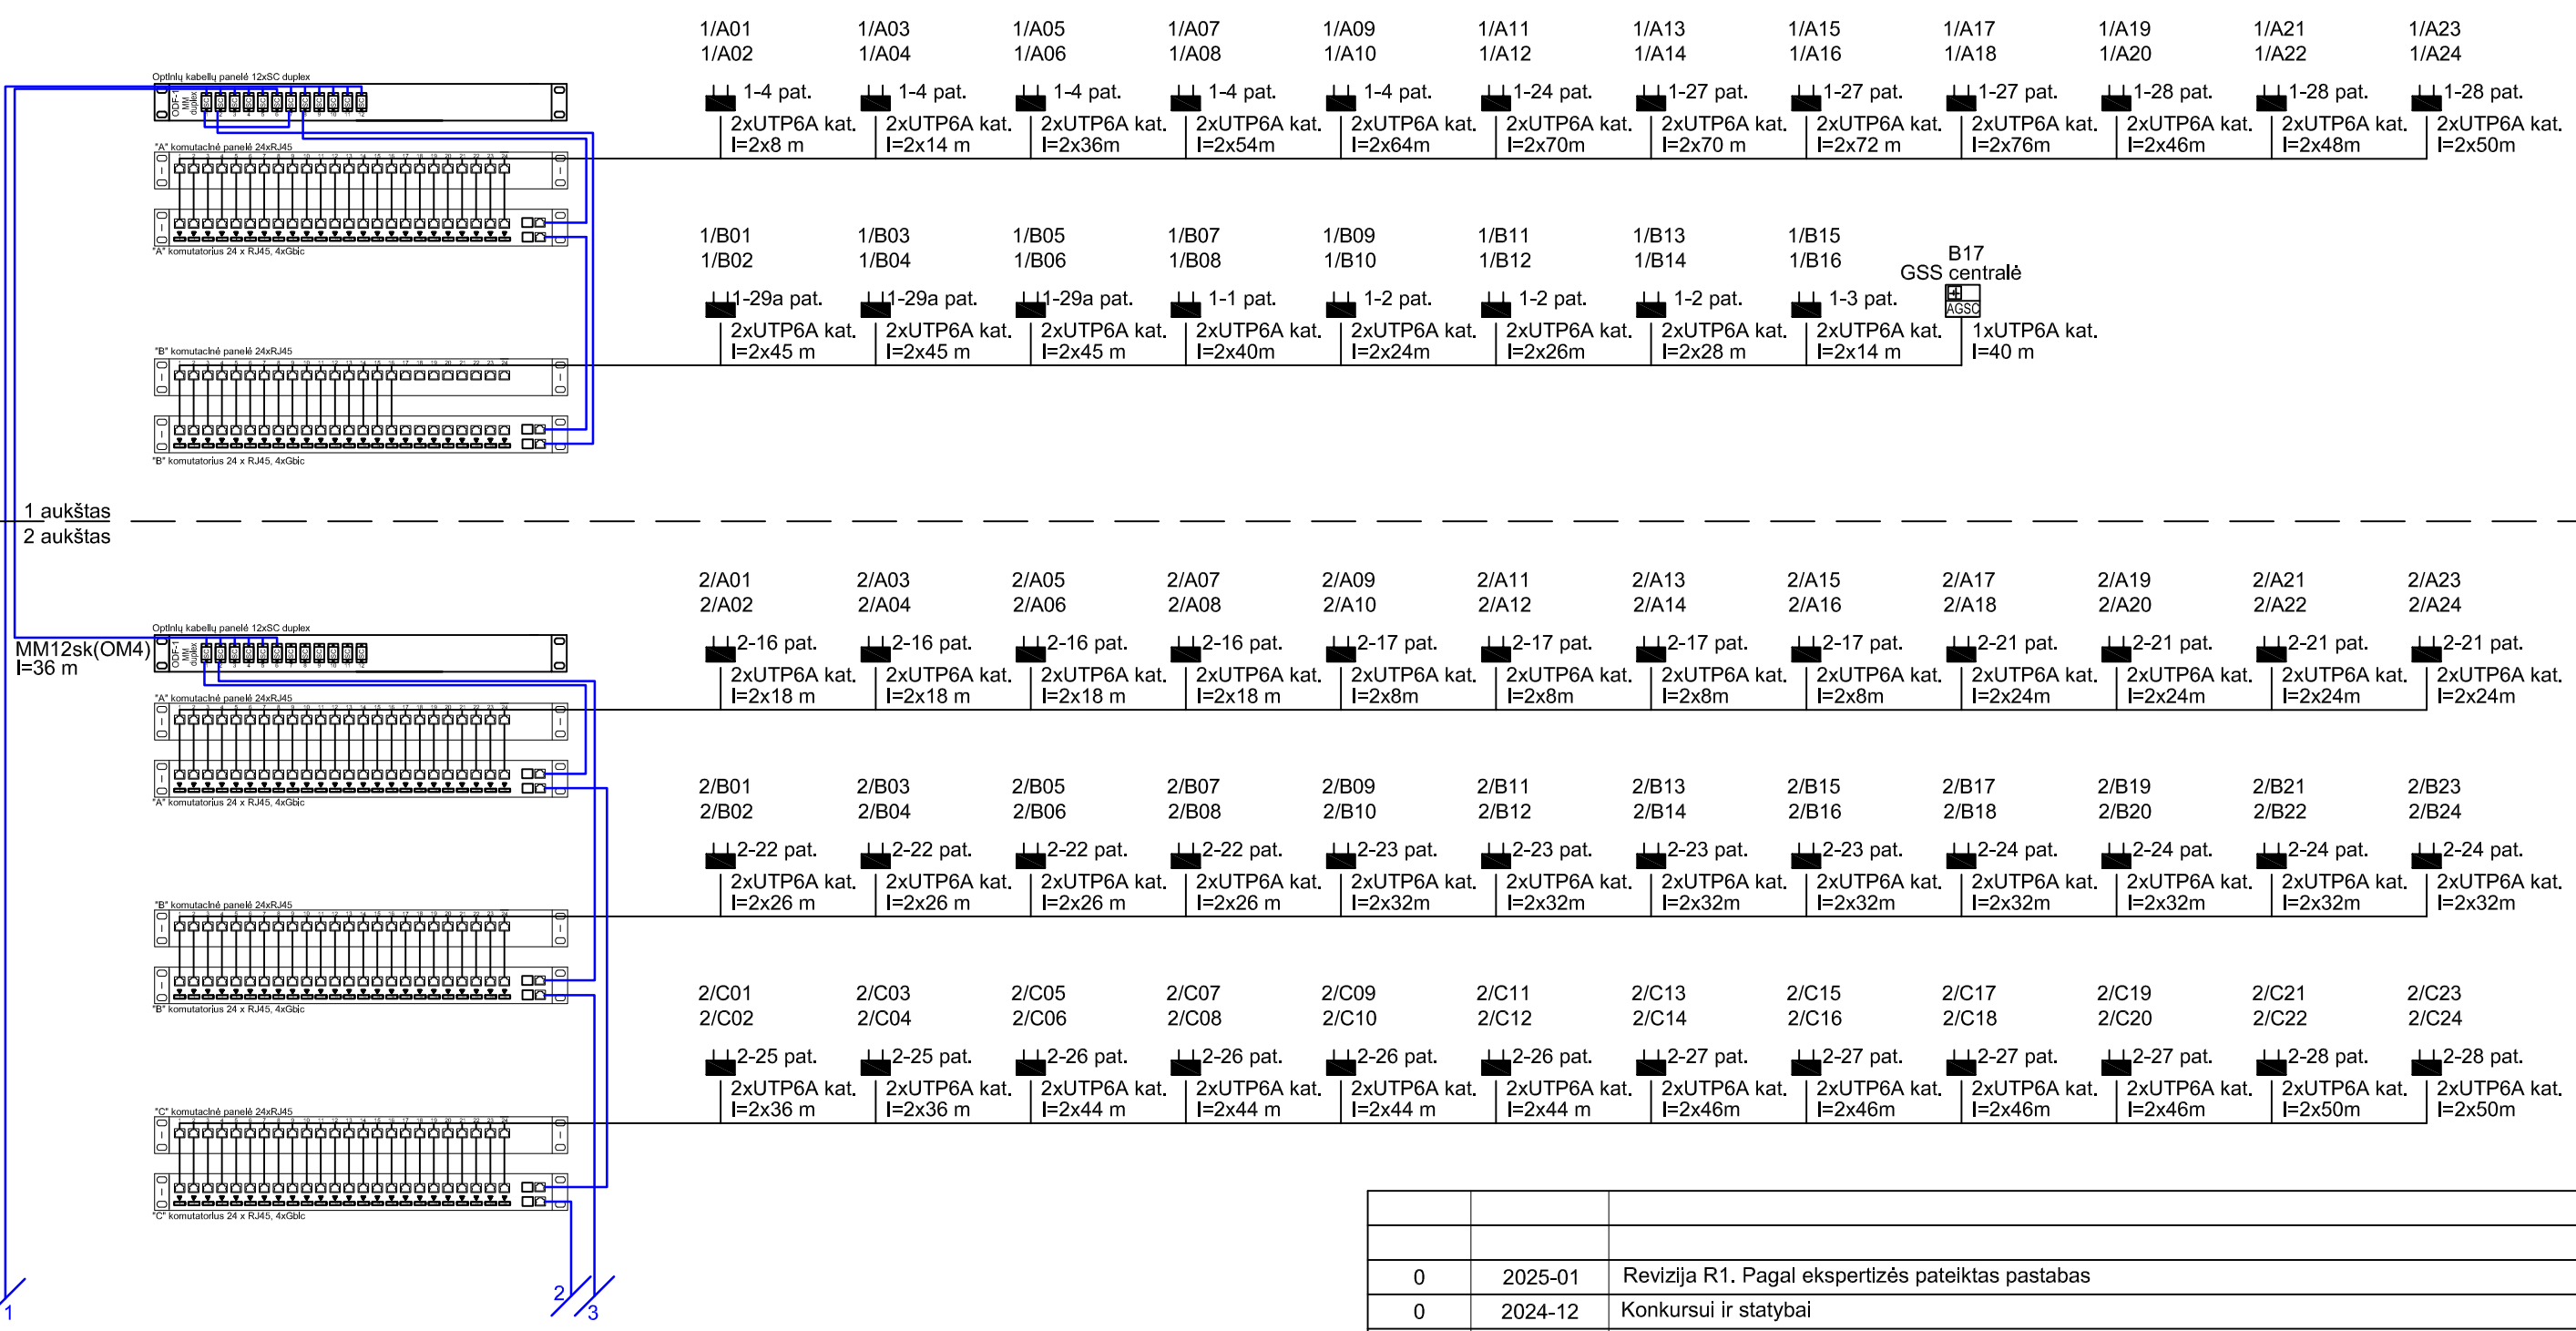 1/A01 1/A03 1/A05 1/A07 1/A09 1/A11 1/A13 1/A15 1/A17 1/A19 1/A21 1/A23
1/A02 1/A04 1/A06 1/A08 1/A10 1/A12 1/A14 1/A16 1/A18 1/A20 1/A22 1/A24
Optinių kabelių panelė 12xSC duplex
ODF-1
MM
duplex
1-4 pat. 1-4 pat. 1-4 pat. 1-4 pat. 1-4 pat. 1-24 pat. 1-27 pat. 1-27 pat. 1-27 pat. 1-28 pat. 1-28 pat. 1-28 pat.
2xUTP6A kat. 2xUTP6A kat. 2xUTP6A kat. 2xUTP6A kat. 2xUTP6A kat. 2xUTP6A kat. 2xUTP6A kat. 2xUTP6A kat. 2xUTP6A kat. 2xUTP6A kat. 2xUTP6A kat. 2xUTP6A kat.
l=2x8 m l=2x14 m l=2x36m l=2x54m l=2x64m l=2x70m l=2x70 m l=2x72 m l=2x76m l=2x46m l=2x48m l=2x50m
"A" komutacinė panelė 24xRJ45
"A" komutatorius 24 x RJ45, 4xGbic
1/B01 1/B03 1/B05 1/B07 1/B09 1/B11 1/B13 1/B15
1/B02 1/B04 1/B06 1/B08 1/B10 1/B12 1/B14 1/B16
B17
GSS centralė
AGSC
1-29a pat. 1-29a pat. 1-29a pat. 1-1 pat. 1-2 pat. 1-2 pat. 1-2 pat. 1-3 pat.
2xUTP6A kat. 2xUTP6A kat. 2xUTP6A kat. 2xUTP6A kat. 2xUTP6A kat. 2xUTP6A kat. 2xUTP6A kat. 2xUTP6A kat. 1xUTP6A kat.
l=2x45 m l=2x45 m l=2x45 m l=2x40m l=2x24m l=2x26m l=2x28 m l=2x14 m l=40 m
"B" komutacinė panelė 24xRJ45
"B" komutatorius 24 x RJ45, 4xGbic
1 aukštas
2 aukštas
2/A01 2/A03 2/A05 2/A07 2/A09 2/A11 2/A13 2/A15 2/A17 2/A19 2/A21 2/A23
2/A02 2/A04 2/A06 2/A08 2/A10 2/A12 2/A14 2/A16 2/A18 2/A20 2/A22 2/A24
Optinių kabelių panelė 12xSC duplex
ODF-1
MM
duplex
MM12sk(OM4)
l=36 m
2-16 pat. 2-16 pat. 2-16 pat. 2-16 pat. 2-17 pat. 2-17 pat. 2-17 pat. 2-17 pat. 2-21 pat. 2-21 pat. 2-21 pat. 2-21 pat.
2xUTP6A kat. 2xUTP6A kat. 2xUTP6A kat. 2xUTP6A kat. 2xUTP6A kat. 2xUTP6A kat. 2xUTP6A kat. 2xUTP6A kat. 2xUTP6A kat. 2xUTP6A kat. 2xUTP6A kat. 2xUTP6A kat.
l=2x18 m l=2x18 m l=2x18 m l=2x18 m l=2x8m l=2x8m l=2x8m l=2x8m l=2x24m l=2x24m l=2x24m l=2x24m
"A" komutacinė panelė 24xRJ45
"A" komutatorius 24 x RJ45, 4xGbic
2/B01 2/B03 2/B05 2/B07 2/B09 2/B11 2/B13 2/B15 2/B17 2/B19 2/B21 2/B23
2/B02 2/B04 2/B06 2/B08 2/B10 2/B12 2/B14 2/B16 2/B18 2/B20 2/B22 2/B24
2-22 pat. 2-22 pat. 2-22 pat. 2-22 pat. 2-23 pat. 2-23 pat. 2-23 pat. 2-23 pat. 2-24 pat. 2-24 pat. 2-24 pat. 2-24 pat.
2xUTP6A kat. 2xUTP6A kat. 2xUTP6A kat. 2xUTP6A kat. 2xUTP6A kat. 2xUTP6A kat. 2xUTP6A kat. 2xUTP6A kat. 2xUTP6A kat. 2xUTP6A kat. 2xUTP6A kat. 2xUTP6A kat.
l=2x26 m l=2x26 m l=2x26 m l=2x26 m l=2x32m l=2x32m l=2x32m l=2x32m l=2x32m l=2x32m l=2x32m l=2x32m
"B" komutacinė panelė 24xRJ45
"B" komutatorius 24 x RJ45, 4xGbic
2/C01 2/C03 2/C05 2/C07 2/C09 2/C11 2/C13 2/C15 2/C17 2/C19 2/C21 2/C23
2/C02 2/C04 2/C06 2/C08 2/C10 2/C12 2/C14 2/C16 2/C18 2/C20 2/C22 2/C24
2-25 pat. 2-25 pat. 2-26 pat. 2-26 pat. 2-26 pat. 2-26 pat. 2-27 pat. 2-27 pat. 2-27 pat. 2-27 pat. 2-28 pat. 2-28 pat.
2xUTP6A kat. 2xUTP6A kat. 2xUTP6A kat. 2xUTP6A kat. 2xUTP6A kat. 2xUTP6A kat. 2xUTP6A kat. 2xUTP6A kat. 2xUTP6A kat. 2xUTP6A kat. 2xUTP6A kat. 2xUTP6A kat.
l=2x36 m l=2x36 m l=2x44 m l=2x44 m l=2x44 m l=2x44 m l=2x46m l=2x46m l=2x46m l=2x46m l=2x50m l=2x50m
"C" komutacinė panelė 24xRJ45
"C" komutatorius 24 x RJ45, 4xGbic
1 2 3
0 2025-01 Revizija R1. Pagal ekspertizės pateiktas pastabas
0 2024-12 Konkursui ir statybai